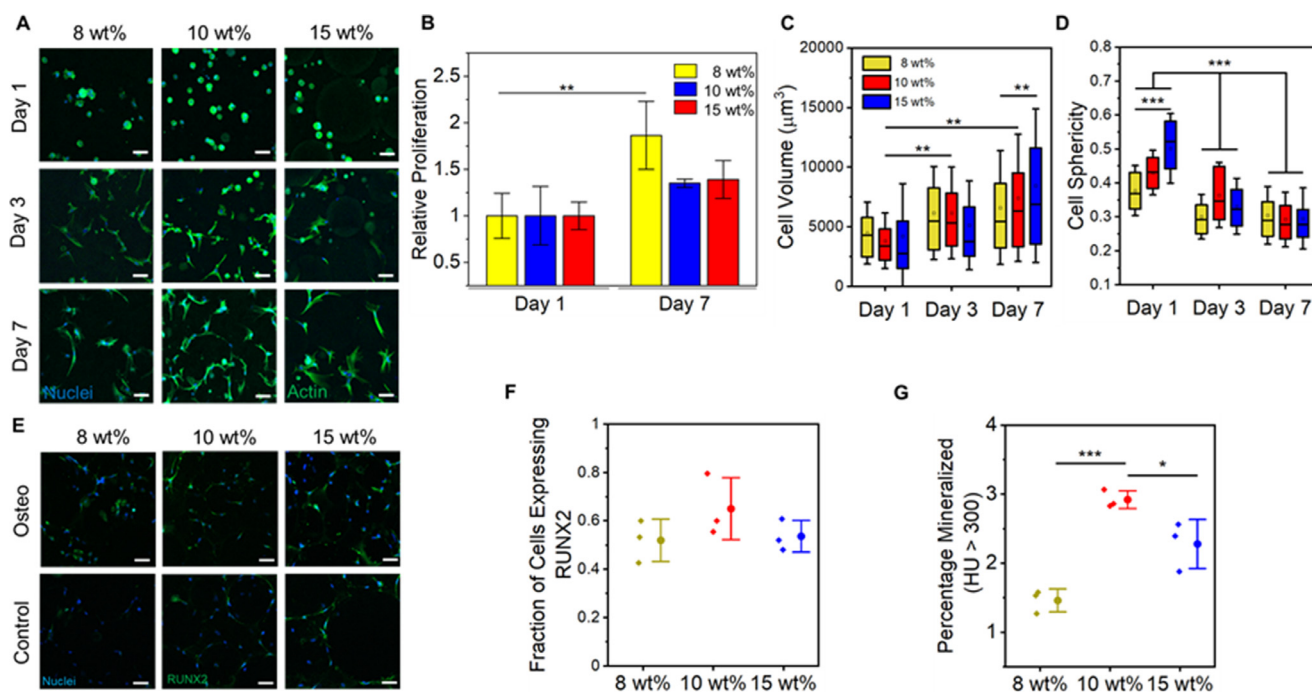 A
8 wt% 10 wt% 15 wt%
Day 1
Day 3
Day 7
Nuclei
Actin
B
Relative Proliferation
2.5
2
1.5
1
0.5
**
8 wt%
10 wt%
15 wt%
Day 1 Day 7
C
Cell Volume (μm³)
20000
15000
10000
5000
0
8 wt%
10 wt%
15 wt%
**
**
**
Day 1 Day 3 Day 7
D
Cell Sphericity
0.8
0.7
0.6
0.5
0.4
0.3
0.2
0.1
***
***
Day 1 Day 3 Day 7
E
8 wt% 10 wt% 15 wt%
Osteo
Control
Nuclei
RUNX2
F
Fraction of Cells Expressing
RUNX2
1
0.8
0.6
0.4
0.2
0
8 wt% 10 wt% 15 wt%
G
Percentage Mineralized
(HU > 300)
4
3
2
1
***
*
8 wt% 10 wt% 15 wt%